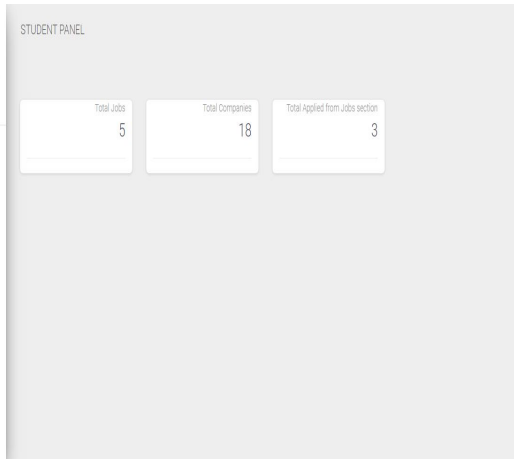 STUDENT PANEL
Total Jobs
5
Total Companies
18
Total Applied from Jobs section
3